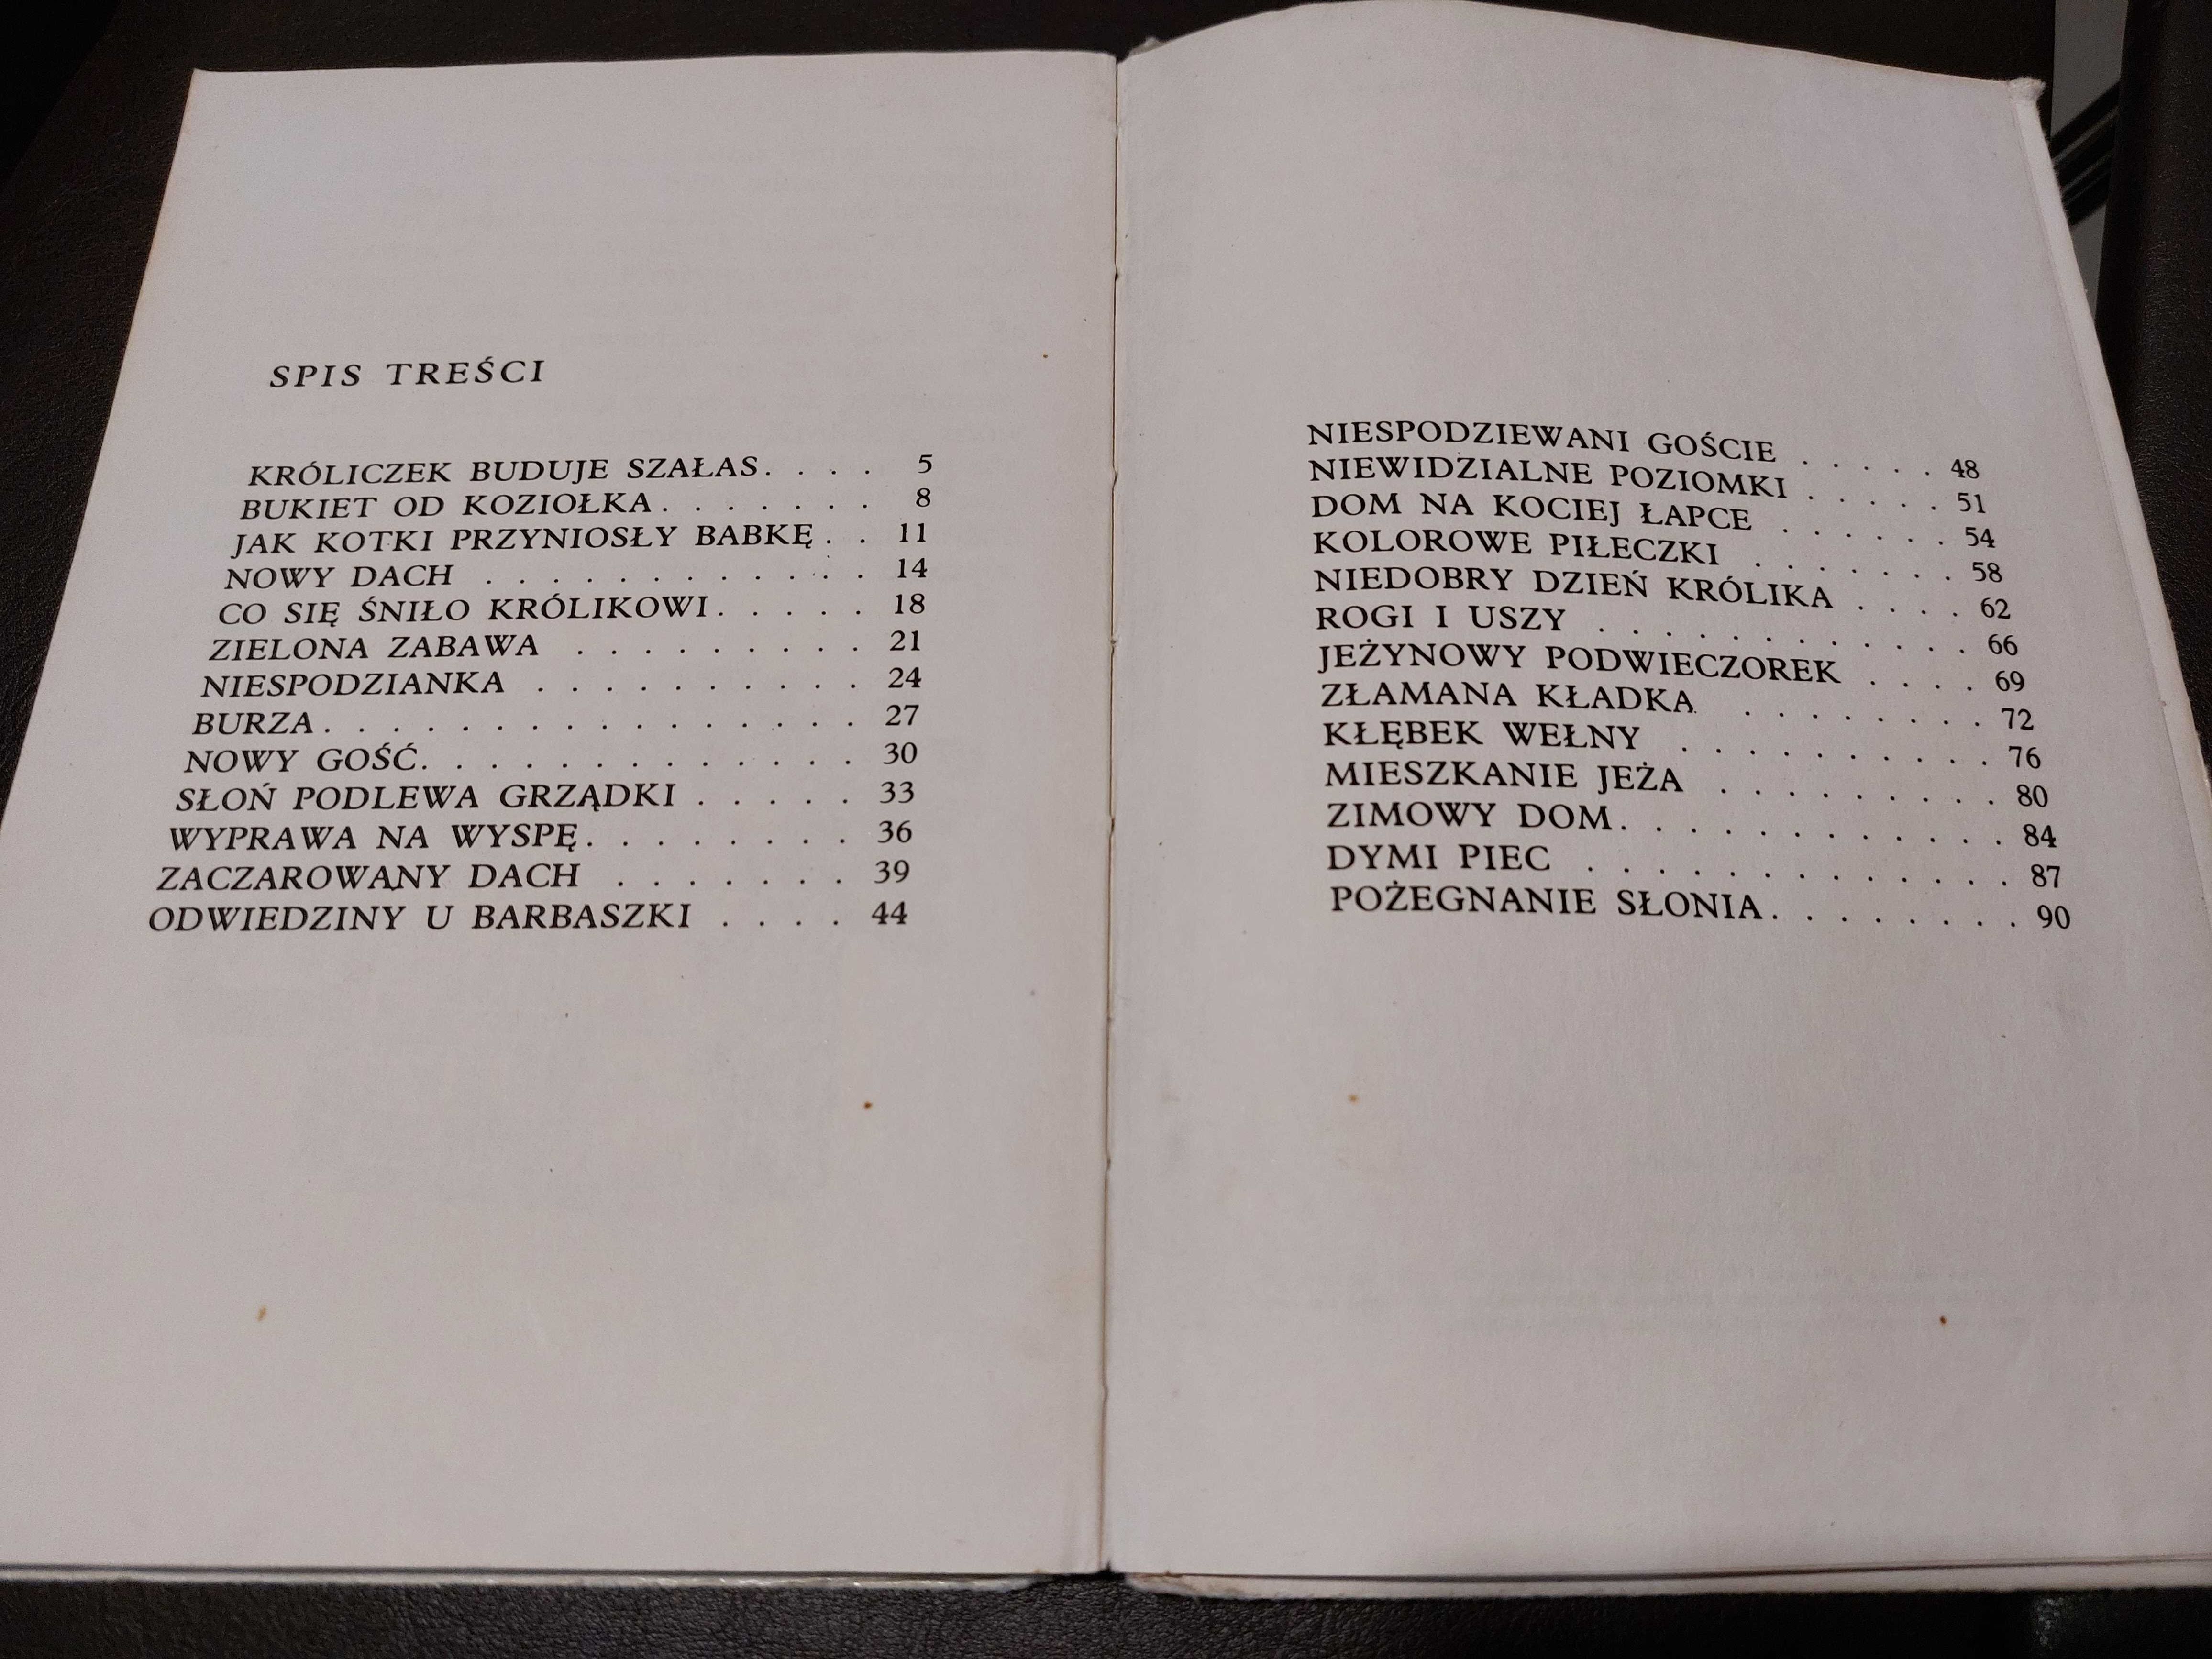 SPIS TREŚCI
KRÓLICZEK BUDUJE SZAŁAS. . . . 5
BUKIET OD KOZIOŁKA. . . . . . . 8
JAK KOTKI PRZYNIOSŁY BABKĘ . . 11
NOWY DACH . . . . . . . . . . . . 14
CO SIĘ ŚNIŁO KRÓLIKOWI. . . . . 18
ZIELONA ZABAWA . . . . . . . . . 21
NIESPODZIANKA . . . . . . . . . . 24
BURZA. . . . . . . . . . . . . . . . . 27
NOWY GOŚĆ. . . . . . . . . . . . . 30
SŁOŃ PODLEWA GRZĄDKI . . . . . 33
WYPRAWA NA WYSPĘ. . . . . . . . 36
ZACZAROWANY DACH . . . . . . . 39
ODWIEDZINY U BARBASZKI . . . . 44
NIESPODZIEWANI GOŚCIE . . . . . 48
NIEWIDZIALNE POZIOMKI . . . . . 51
DOM NA KOCIEJ ŁAPCE . . . . . . 54
KOLOROWE PIŁECZKI . . . . . . . 58
NIEDOBRY DZIEŃ KRÓLIKA . . . . 62
ROGI I USZY . . . . . . . . . . . . 66
JEŻYNOWY PODWIECZOREK . . . . 69
ZŁAMANA KŁADKA . . . . . . . . 72
KŁĘBEK WEŁNY . . . . . . . . . . 76
MIESZKANIE JEŻA . . . . . . . . . 80
ZIMOWY DOM. . . . . . . . . . . . 84
DYMI PIEC . . . . . . . . . . . . . 87
POŻEGNANIE SŁONIA. . . . . . . . 90